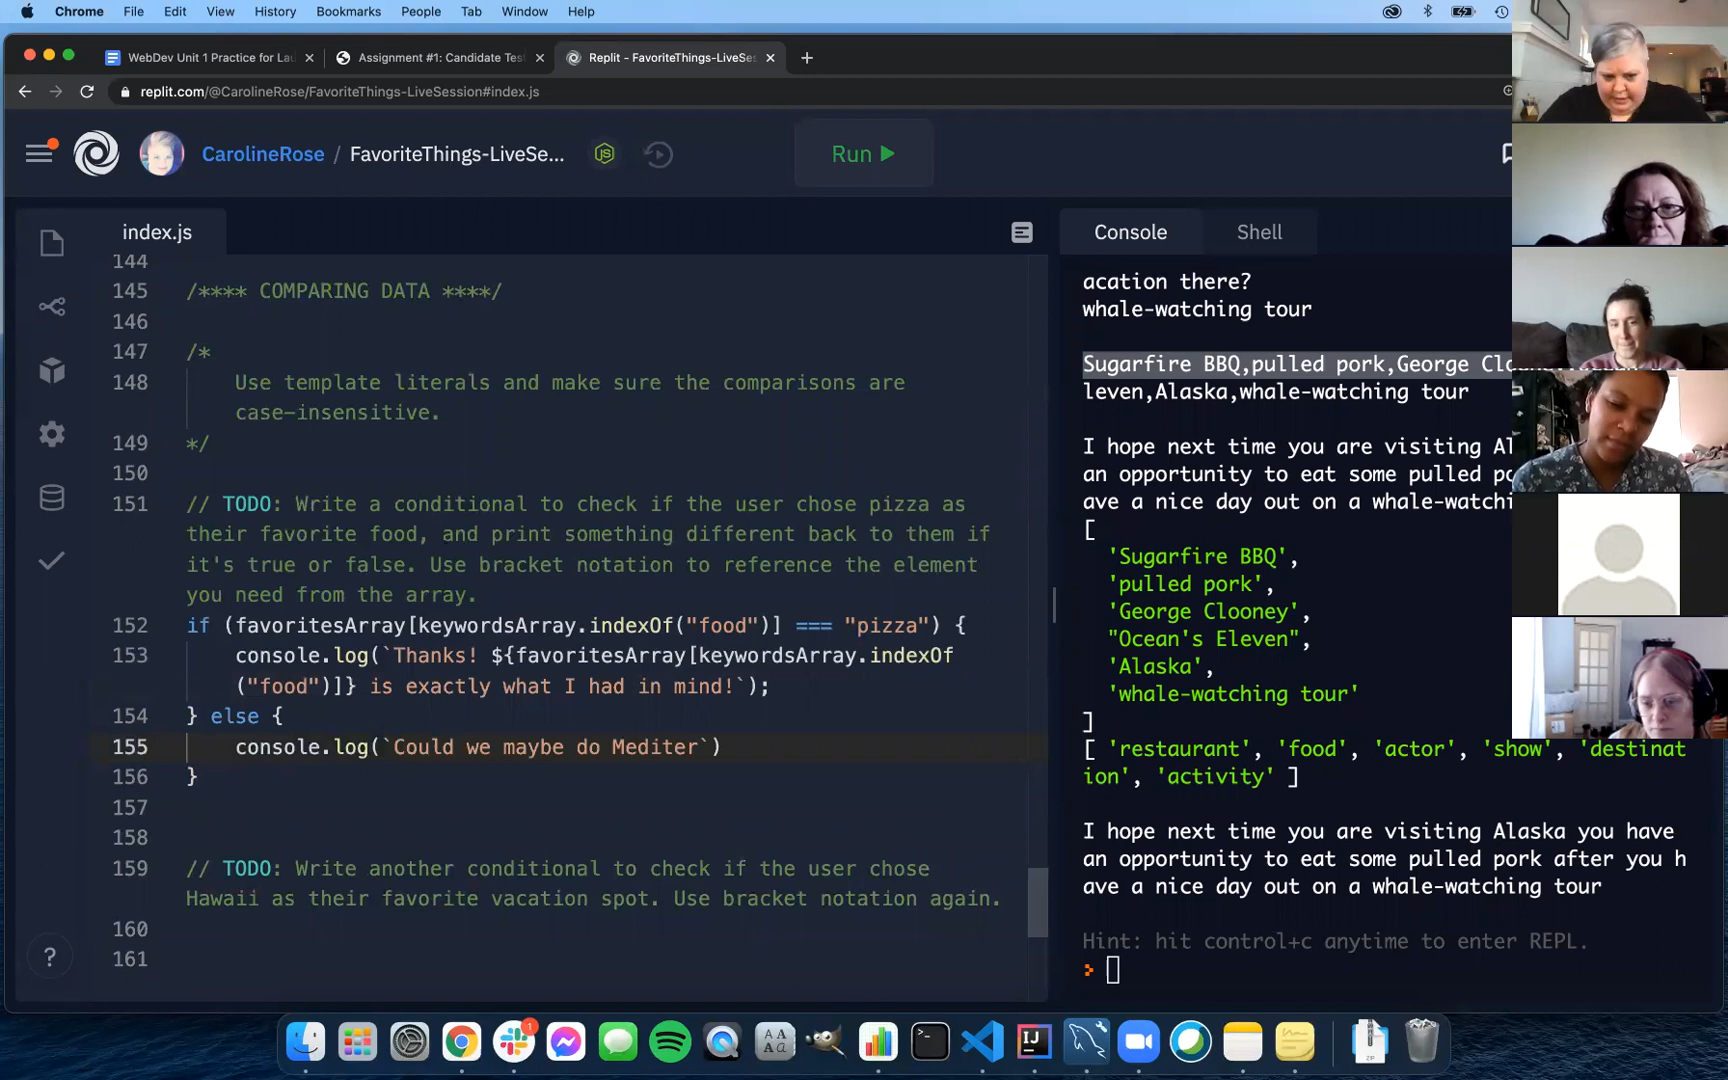 Chrome File Edit View History Bookmarks People Tab Window Help
WebDev Unit 1 Practice for La
Assignment #1: Candidate Tes
Replit - FavoriteThings-LiveSe
replit.com/@CarolineRose/FavoriteThings-LiveSession#index.js
CarolineRose / FavoriteThings-LiveSe...
Run
index.js
144
145 /**** COMPARING DATA ****/
146
147 /*
148 Use template literals and make sure the comparisons are
case-insensitive.
149 */
150
151 // TODO: Write a conditional to check if the user chose pizza as
their favorite food, and print something different back to them if
it's true or false. Use bracket notation to reference the element
you need from the array.
152 if (favoritesArray[keywordsArray.indexOf("food")] === "pizza") {
153 console.log(`Thanks! ${favoritesArray[keywordsArray.indexOf
("food")]} is exactly what I had in mind!`);
154 } else {
155 console.log(`Could we maybe do Mediter`)
156 }
157
158
159 // TODO: Write another conditional to check if the user chose
Hawaii as their favorite vacation spot. Use bracket notation again.
160
161
Console Shell
acation there?
whale-watching tour
Sugarfire BBQ,pulled pork,George Clo
leven,Alaska,whale-watching tour
I hope next time you are visiting Al
an opportunity to eat some pulled po
ave a nice day out on a whale-watchi
[
'Sugarfire BBQ',
'pulled pork',
'George Clooney',
"Ocean's Eleven",
'Alaska',
'whale-watching tour'
]
[ 'restaurant', 'food', 'actor', 'show', 'destinat
ion', 'activity' ]
I hope next time you are visiting Alaska you have
an opportunity to eat some pulled pork after you h
ave a nice day out on a whale-watching tour
Hint: hit control+c anytime to enter REPL.
>
?
1